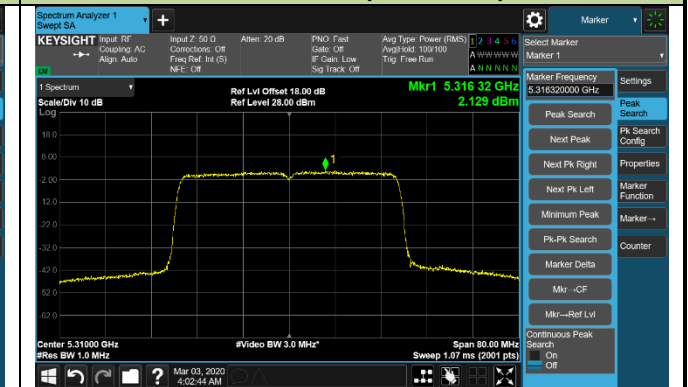 Spectrum Analyzer 1
Swept SA
+
Marker
KEYSIGHT
Input: RF
Coupling: AC
Align: Auto
Input Z: 50 Ω
Corrections: Off
Freq Ref: Int (S)
NFE: Off
Atten: 20 dB
PNO: Fast
Gate: Off
IF Gain: Low
Sig Track: Off
Avg Type: Power (RMS)
Avg|Hold: 100/100
Trig: Free Run
1 2 3 4 5 6
A W W W W W
A N N N N N
LV
Select Marker
Marker 1
1 Spectrum
Scale/Div 10 dB
Log
Ref Lvl Offset 18.00 dB
Ref Level 28.00 dBm
Mkr1 5.316 32 GHz
2.129 dBm
Marker Frequency
5.316320000 GHz
Peak Search
Next Peak
Next Pk Right
Next Pk Left
Minimum Peak
Pk-Pk Search
Marker Delta
Mkr→CF
Mkr→Ref Lvl
Continuous Peak
Search
On
Off
Settings
Peak
Search
Pk Search
Config
Properties
Marker
Function
Marker→
Counter
18.0
8.00
-2.00
-12.0
-22.0
-32.0
-42.0
-52.0
-62.0
1
Center 5.31000 GHz
#Res BW 1.0 MHz
#Video BW 3.0 MHz*
Span 80.00 MHz
Sweep 1.07 ms (2001 pts)
?
Mar 03, 2020
4:02:44 AM